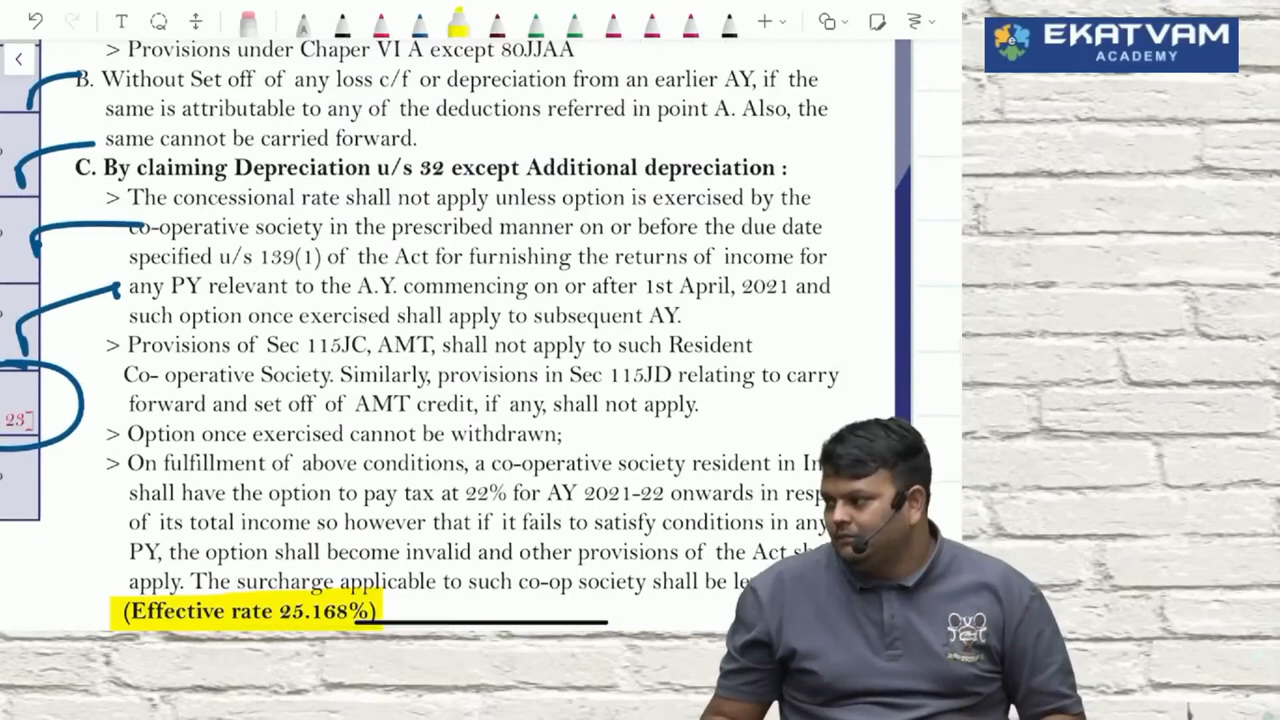 EKATVAM
ACADEMY
> Provisions under Chaper VI A except 80JJAA
B. Without Set off of any loss c/f or depreciation from an earlier AY, if the
same is attributable to any of the deductions referred in point A. Also, the
same cannot be carried forward.
C. By claiming Depreciation u/s 32 except Additional depreciation :
> The concessional rate shall not apply unless option is exercised by the
co-operative society in the prescribed manner on or before the due date
specified u/s 139(1) of the Act for furnishing the returns of income for
any PY relevant to the A.Y. commencing on or after 1st April, 2021 and
such option once exercised shall apply to subsequent AY.
> Provisions of Sec 115JC, AMT, shall not apply to such Resident
Co- operative Society. Similarly, provisions in Sec 115JD relating to carry
forward and set off of AMT credit, if any, shall not apply.
23]
> Option once exercised cannot be withdrawn;
> On fulfillment of above conditions, a co-operative society resident in
shall have the option to pay tax at 22% for AY 2021-22 onwards in
of its total income so however that if it fails to satisfy conditions in any
PY, the option shall become invalid and other provisions of the Act
apply. The surcharge applicable to such co-op society shall be
(Effective rate 25.168%)